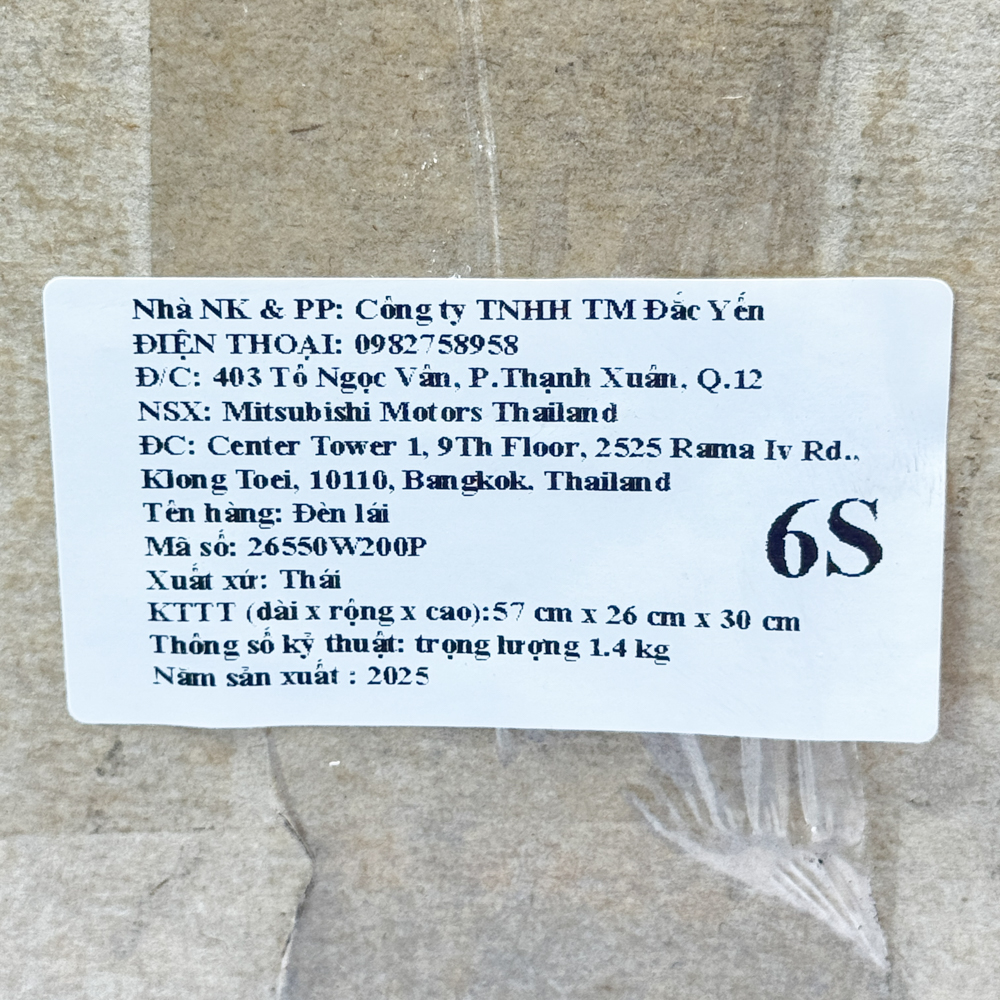 Nhà NK & PP: Công ty TNHH TM Đắc Yến
ĐIỆN THOẠI: 0982758958
Đ/C: 403 Tô Ngọc Vân, P.Thạnh Xuân, Q.12
NSX: Mitsubishi Motors Thailand
ĐC: Center Tower 1, 9Th Floor, 2525 Rama Iv Rd.,
Klong Toei, 10110, Bangkok. Thailand
Tên hàng: Đèn lái
Mã số: 26550W200P
6S
Xuất xứ: Thái
KTTT (dài x rộng x cao):57 cm x 26 cm x 30 cm
Thông số kỹ thuật: trọng lượng 1.4 kg
Năm sản xuất : 2025